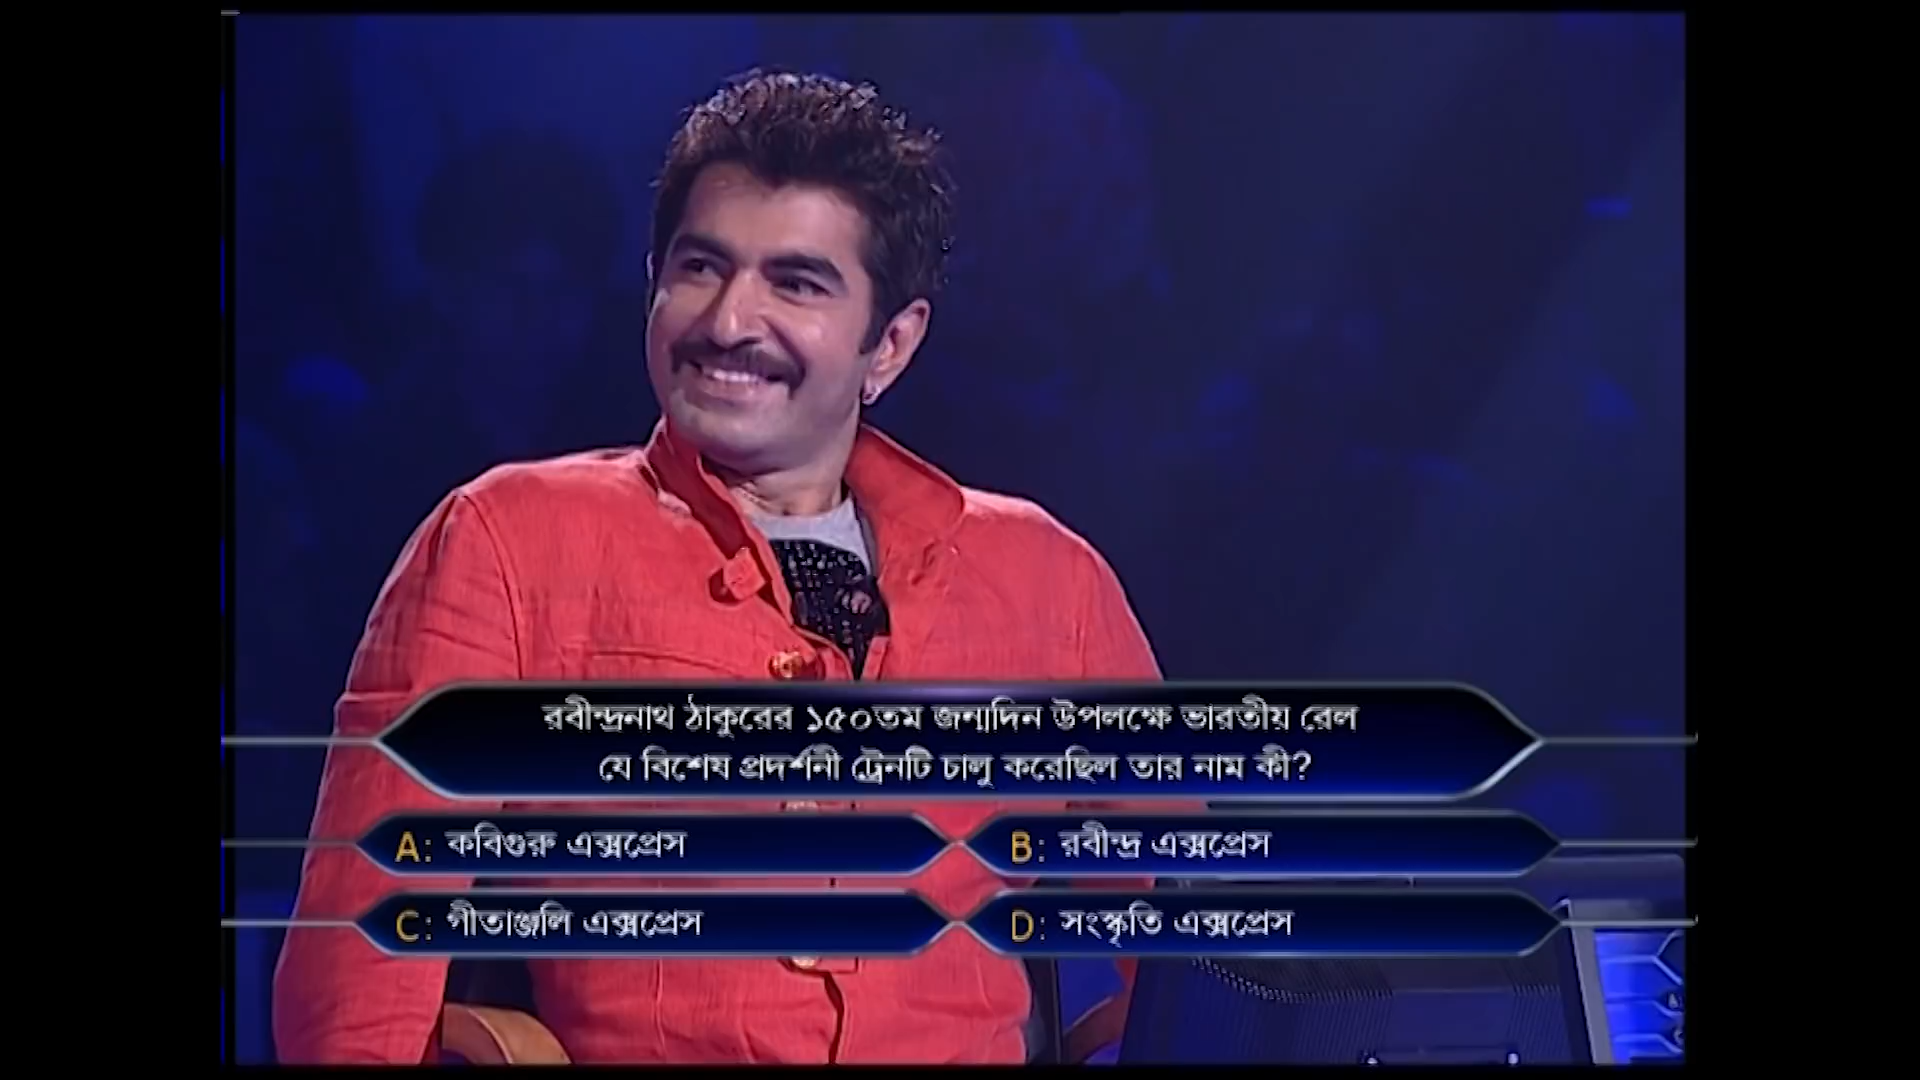 রবীন্দ্রনাথ ঠাকুরের ১৫০তম জন্মদিন উপলক্ষে ভারতীয় রেল
যে বিশেষ প্রদর্শনী ট্রেনটি চালু করেছিল তার নাম কী?
A: কবিগুরু এক্সপ্রেস
B: রবীন্দ্র এক্সপ্রেস
C: গীতাঞ্জলি এক্সপ্রেস
D: সংস্কৃতি এক্সপ্রেস